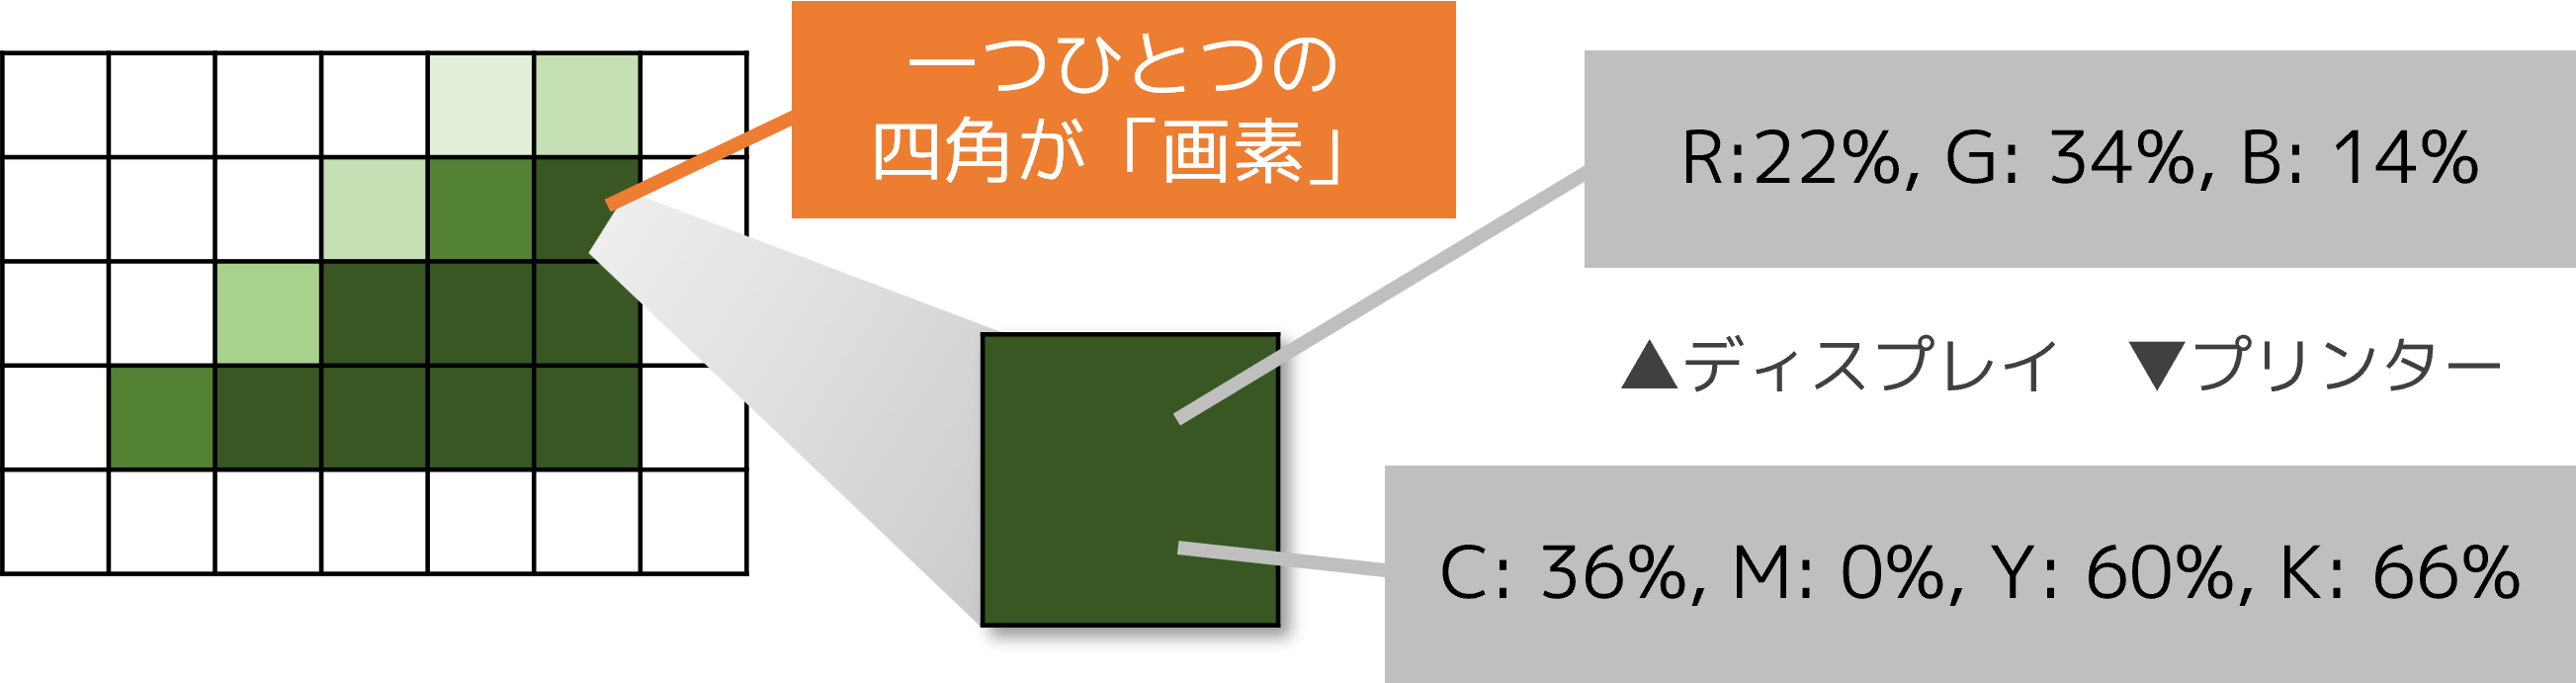 一つひとつの
四角が「画素」
R:22%, G: 34%, B: 14%
▲ディスプレイ ▼プリンター
C: 36%, M: 0%, Y: 60%, K: 66%